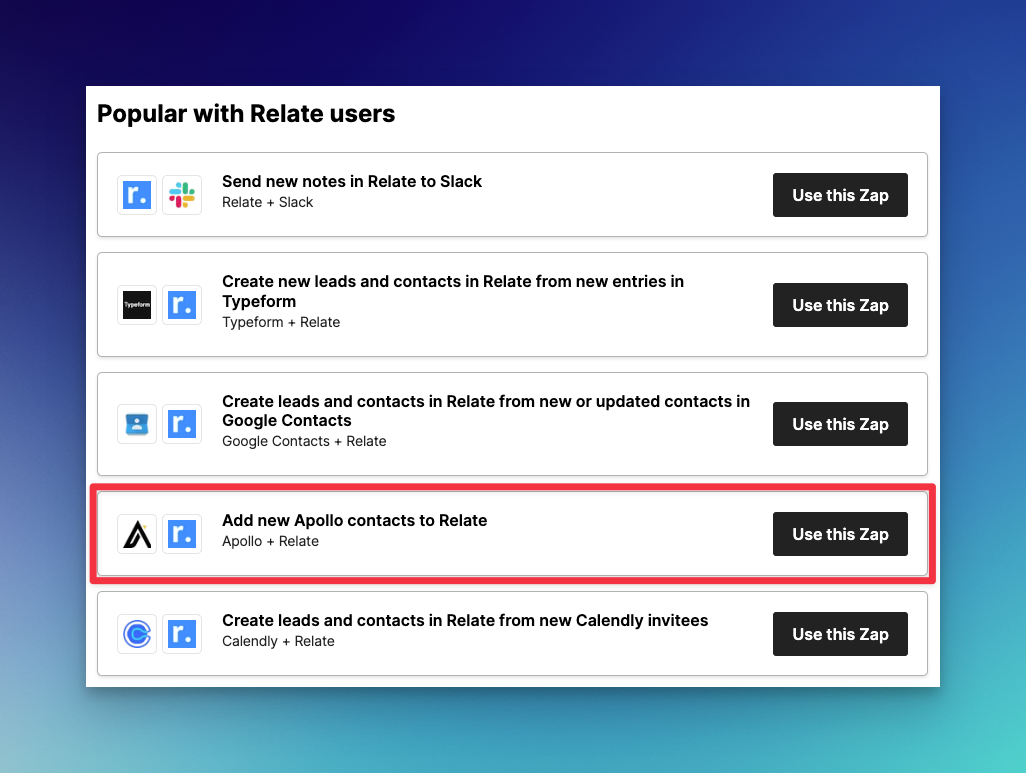 Popular with Relate users
r.
Send new notes in Relate to Slack
Relate + Slack
Use this Zap
Typeform
r.
Create new leads and contacts in Relate from new entries in
Typeform
Typeform + Relate
Use this Zap
r.
Create leads and contacts in Relate from new or updated contacts in
Google Contacts
Google Contacts + Relate
Use this Zap
r.
Add new Apollo contacts to Relate
Apollo + Relate
Use this Zap
r.
Create leads and contacts in Relate from new Calendly invitees
Calendly + Relate
Use this Zap